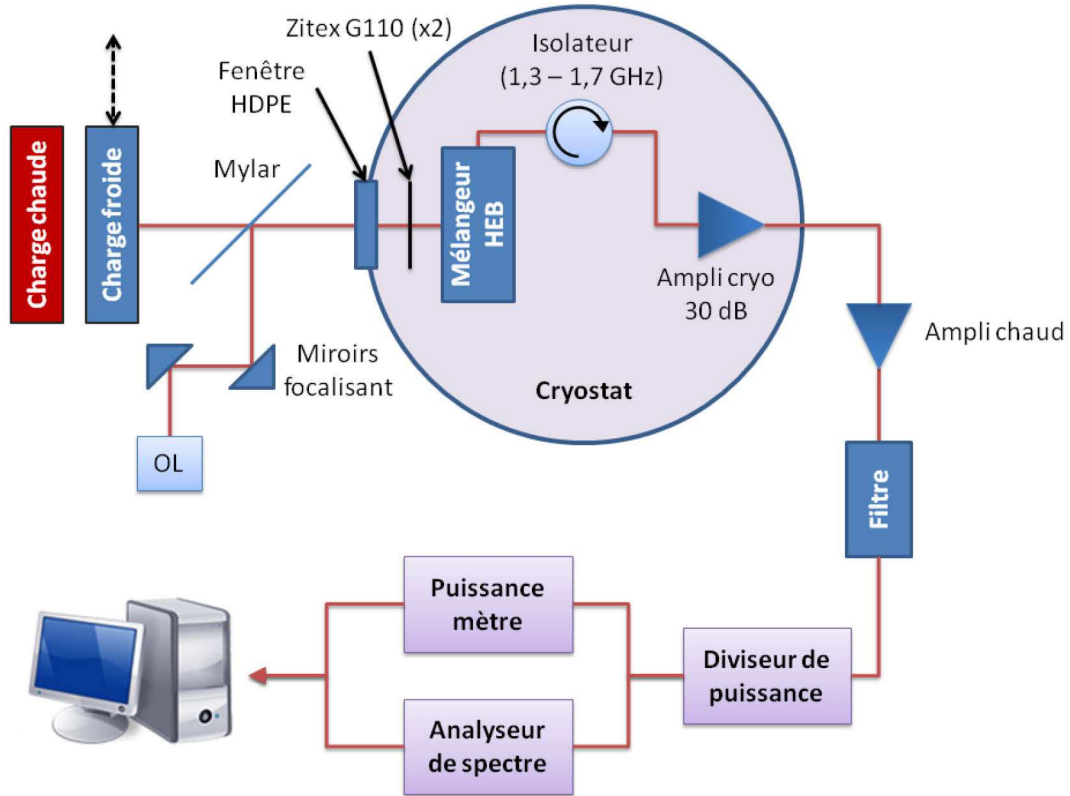 Zitex G110 (x2)
Fenêtre
HDPE
Isolateur
(1,3 – 1,7 GHz)
Charge chaude
Charge froide
Mylar
Mélangeur
HEB
Ampli cryo
30 dB
Ampli chaud
Miroirs
focalisant
Cryostat
OL
Filtre
Puissance
mètre
Diviseur de
puissance
Analyseur
de spectre